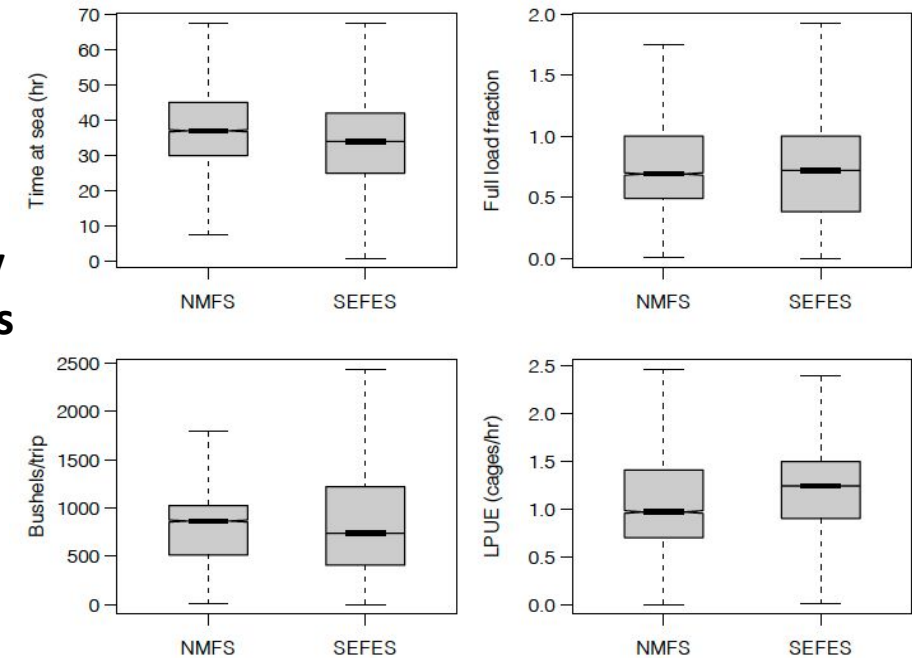 70
60
50
40
30
20
10
0
Time at sea (hr)
NMFS SEFES
2.0
1.5
1.0
0.5
0.0
Full load fraction
NMFS SEFES
s
2500
2000
1500
1000
500
0
Bushels/trip
NMFS SEFES
2.5
2.0
1.5
1.0
0.5
0.0
LPUE (cages/hr)
NMFS SEFES